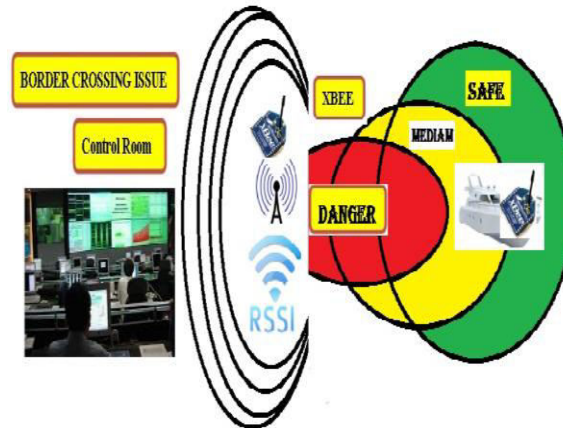 BORDER CROSSING ISSUE
Control Room
XBEE
SAFE
MEDIAM
DANGER
RSSI